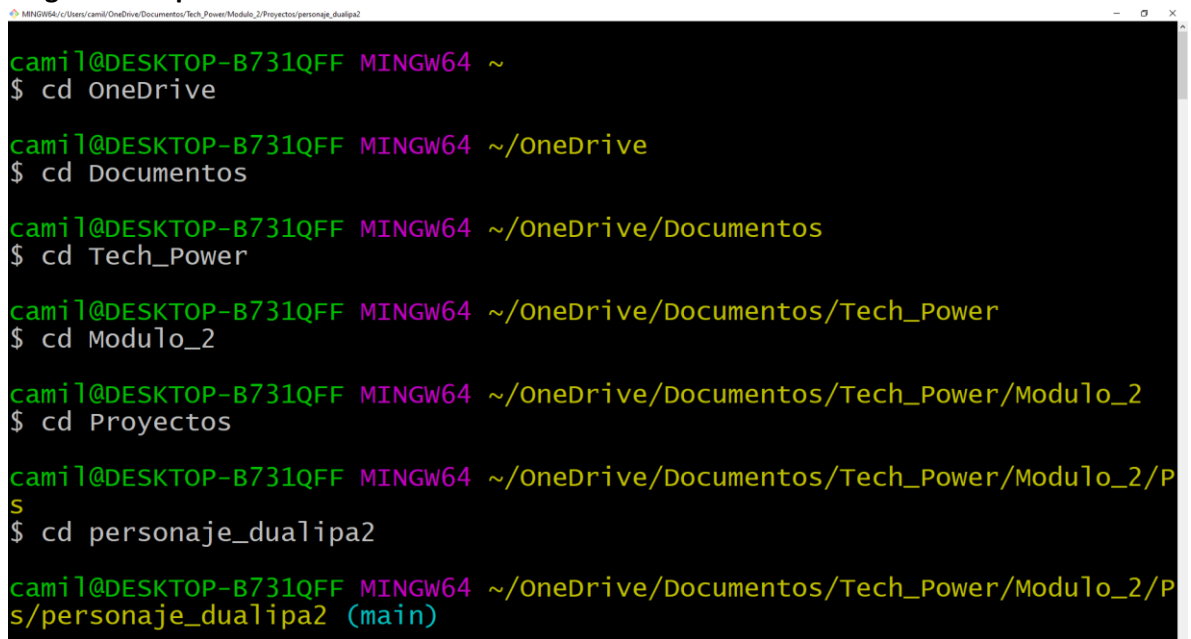 MINGW64:/c/Users/camil/OneDrive/Documentos/Tech_Power/Modulo_2/Proyectos/personaje_dualipa2
camil@DESKTOP-B731QFF MINGW64 ~
$ cd OneDrive
camil@DESKTOP-B731QFF MINGW64 ~/OneDrive
$ cd Documentos
camil@DESKTOP-B731QFF MINGW64 ~/OneDrive/Documentos
$ cd Tech_Power
camil@DESKTOP-B731QFF MINGW64 ~/OneDrive/Documentos/Tech_Power
$ cd Modulo_2
camil@DESKTOP-B731QFF MINGW64 ~/OneDrive/Documentos/Tech_Power/Modulo_2
$ cd Proyectos
camil@DESKTOP-B731QFF MINGW64 ~/OneDrive/Documentos/Tech_Power/Modulo_2/P
s
$ cd personaje_dualipa2
camil@DESKTOP-B731QFF MINGW64 ~/OneDrive/Documentos/Tech_Power/Modulo_2/P
s/personaje_dualipa2 (main)